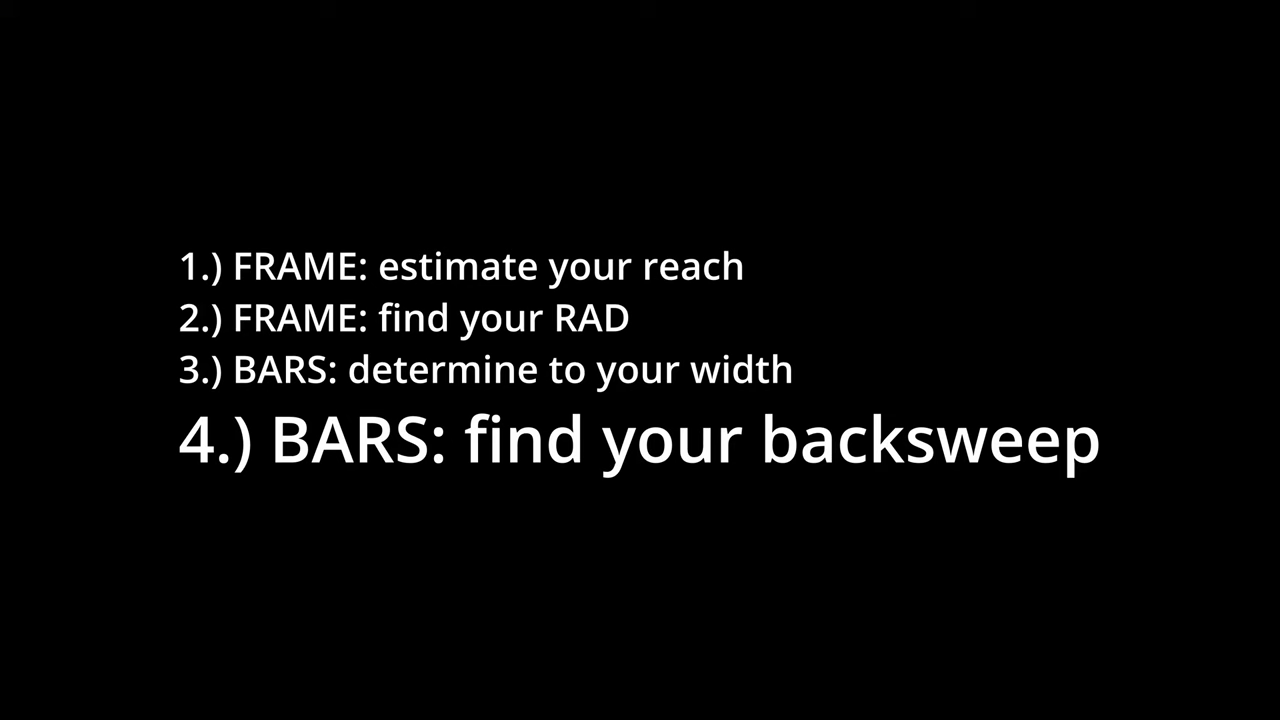 1.) FRAME: estimate your reach
2.) FRAME: find your RAD
3.) BARS: determine to your width
4.) BARS: find your backsweep